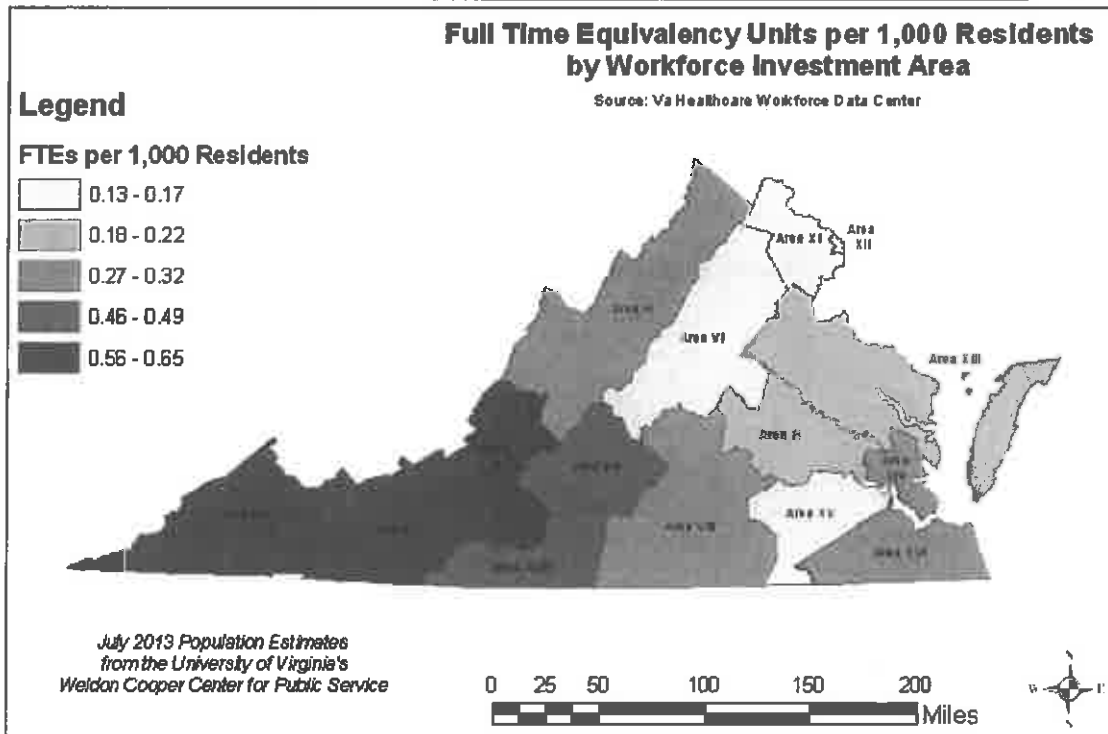 Full Time Equivalency Units per 1,000 Residents
by Workforce Investment Area
Source: Va Healthcare Workforce Data Center
Legend
FTEs per 1,000 Residents
0.13 - 0.17
0.18 - 0.22
0.27 - 0.32
0.46 - 0.49
0.56 - 0.65
Area XI
Area
XII
Area VI
Area XIII
Area
Area
Area
July 2013 Population Estimates
from the University of Virginia's
Weldon Cooper Center for Public Service
0 25 50 100 150 200
Miles
W E